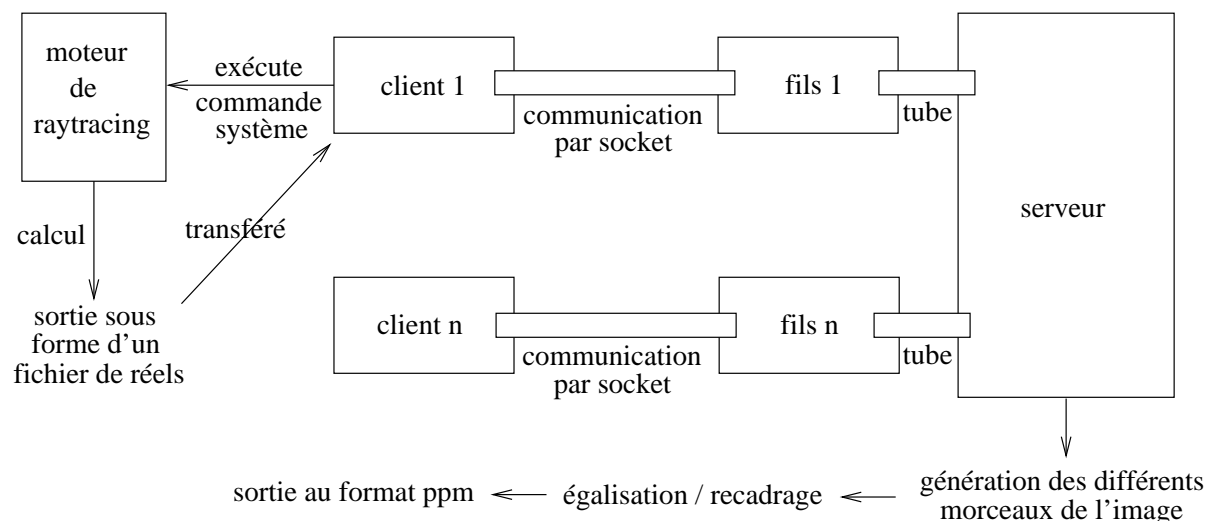 moteur
de
raytracing
exécute
commande
système
client 1
communication
par socket
fils 1
tube
serveur
calcul
transféré
sortie sous
forme d'un
fichier de réels
client n
communication
par socket
fils n
tube
génération des différents
morceaux de l'image
égalisation / recadrage
sortie au format ppm